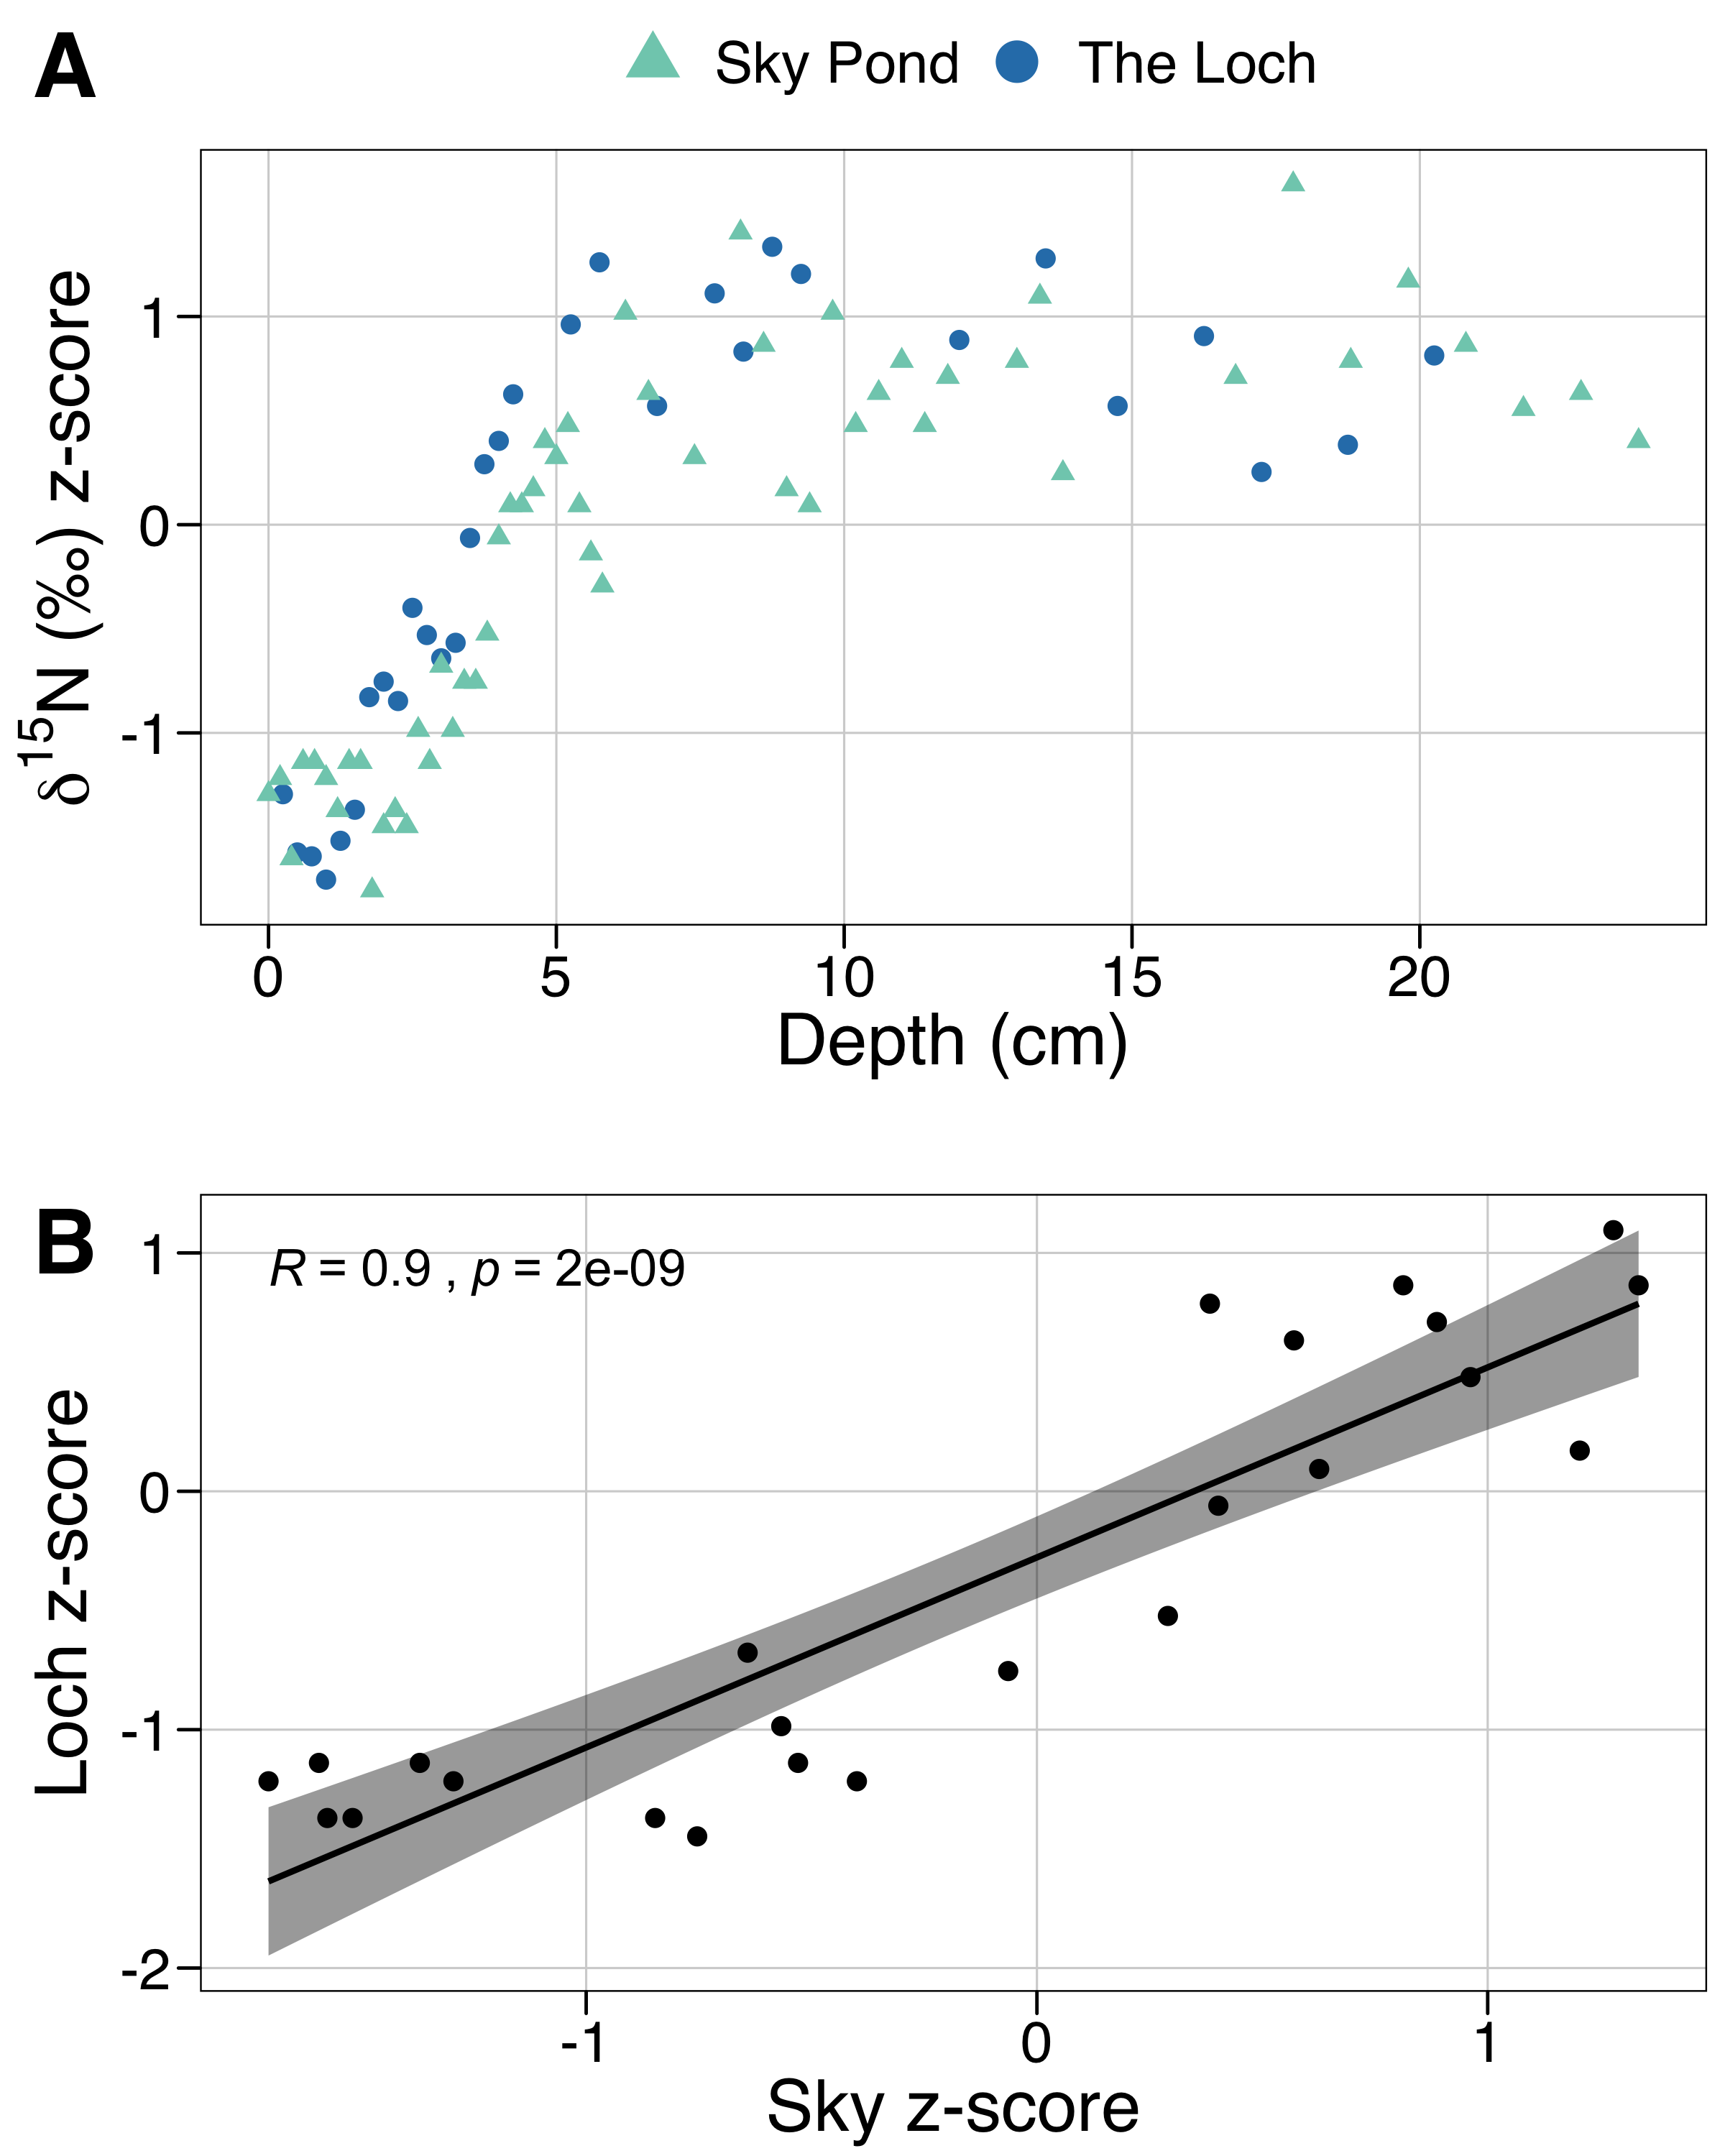 A
Sky Pond The Loch
δ15N (‰) z-score
1
0
-1
0 5 10 15 20
Depth (cm)
B
R = 0.9 , p = 2e-09
Loch z-score
1
0
-1
-2
-1 0 1
Sky z-score